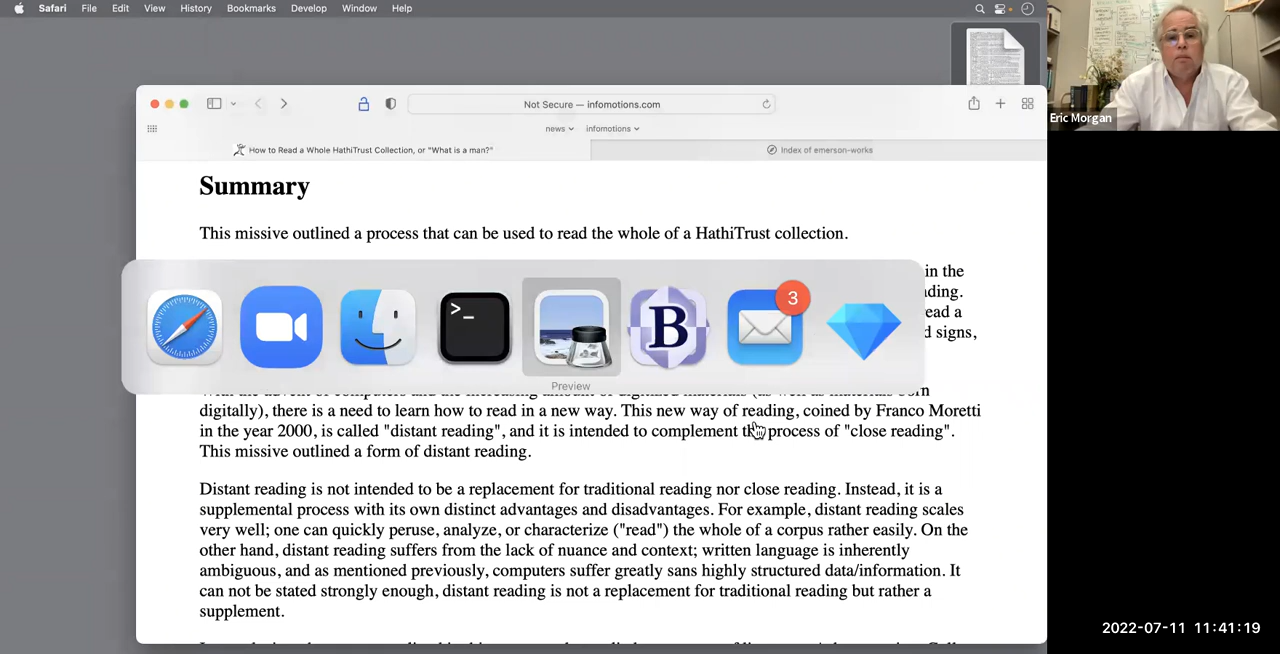 Safari File Edit View History Bookmarks Develop Window Help
Eric Morgan
Not Secure — infomotions.com
news infomotions
How to Read a Whole HathiTrust Collection, or "What is a man?" Index of emerson-works
Summary
This missive outlined a process that can be used to read the whole of a HathiTrust collection.
in the
ading.
ead a
d signs,
>_
B
3
Preview
digitally), there is a need to learn how to read in a new way. This new way of reading, coined by Franco Moretti
in the year 2000, is called "distant reading", and it is intended to complement the process of "close reading".
This missive outlined a form of distant reading.
Distant reading is not intended to be a replacement for traditional reading nor close reading. Instead, it is a
supplemental process with its own distinct advantages and disadvantages. For example, distant reading scales
very well; one can quickly peruse, analyze, or characterize ("read") the whole of a corpus rather easily. On the
other hand, distant reading suffers from the lack of nuance and context; written language is inherently
ambiguous, and as mentioned previously, computers suffer greatly sans highly structured data/information. It
can not be stated strongly enough, distant reading is not a replacement for traditional reading but rather a
supplement.
2022-07-11 11:41:19